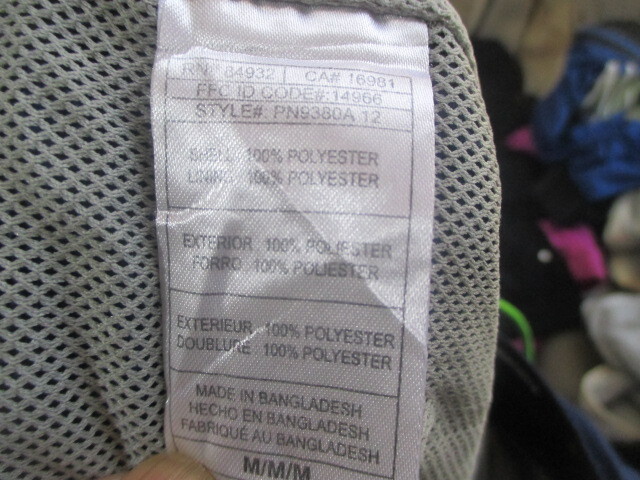 RN# 84932 | CA# 16981
FFC ID CODE#: 14966
STYLE#: PN9380A 12
SHELL: 100% POLYESTER
LINING: 100% POLYESTER
EXTERIOR: 100% POLIESTER
FORRO: 100% POLIESTER
EXTERIEUR: 100% POLYESTER
DOUBLURE : 100% POLYESTER
MADE IN BANGLADESH
HECHO EN BANGLADESH
FABRIQUÉ AU BANGLADESH
M/M/M